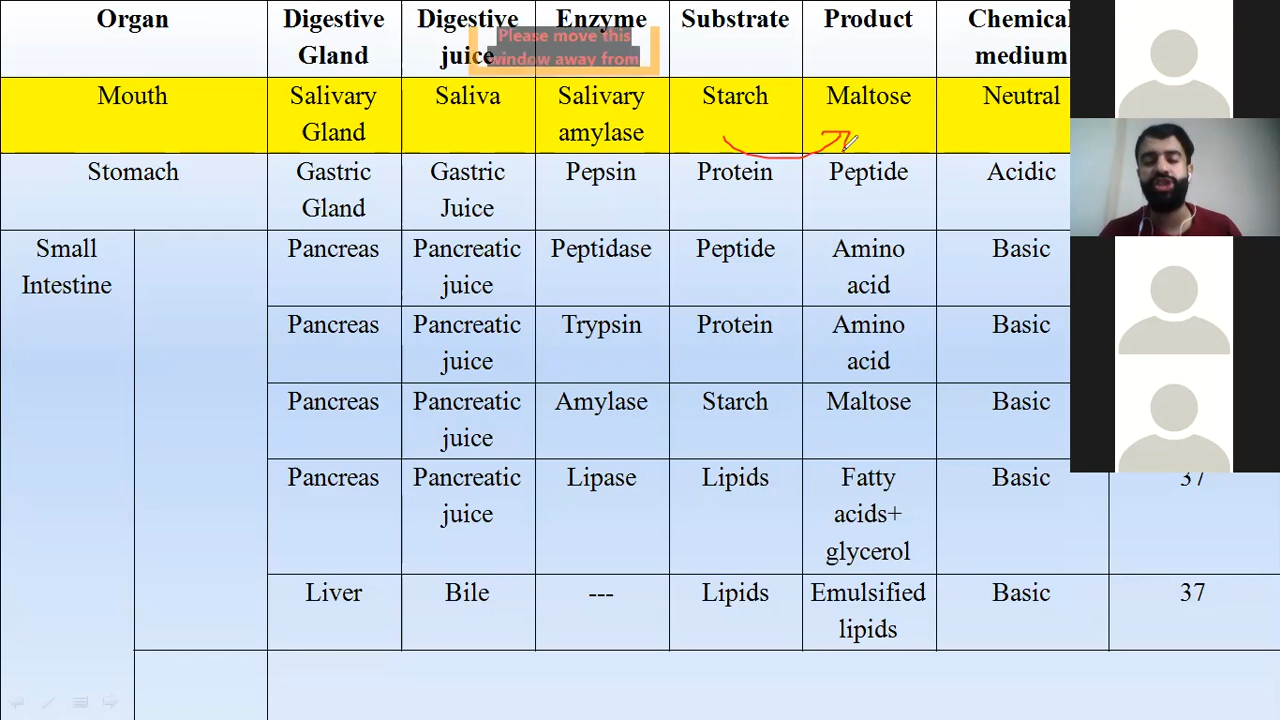 Organ Digestive Gland Digestive juice Enzyme Substrate Product Chemical medium
Please move this
window away from
Mouth Salivary Gland Saliva Salivary amylase Starch Maltose Neutral
Stomach Gastric Gland Gastric Juice Pepsin Protein Peptide Acidic
Small Intestine Pancreas Pancreatic juice Peptidase Peptide Amino acid Basic
Pancreas Pancreatic juice Trypsin Protein Amino acid Basic
Pancreas Pancreatic juice Amylase Starch Maltose Basic
Pancreas Pancreatic juice Lipase Lipids Fatty acids+ glycerol Basic 37
Liver Bile --- Lipids Emulsified lipids Basic 37